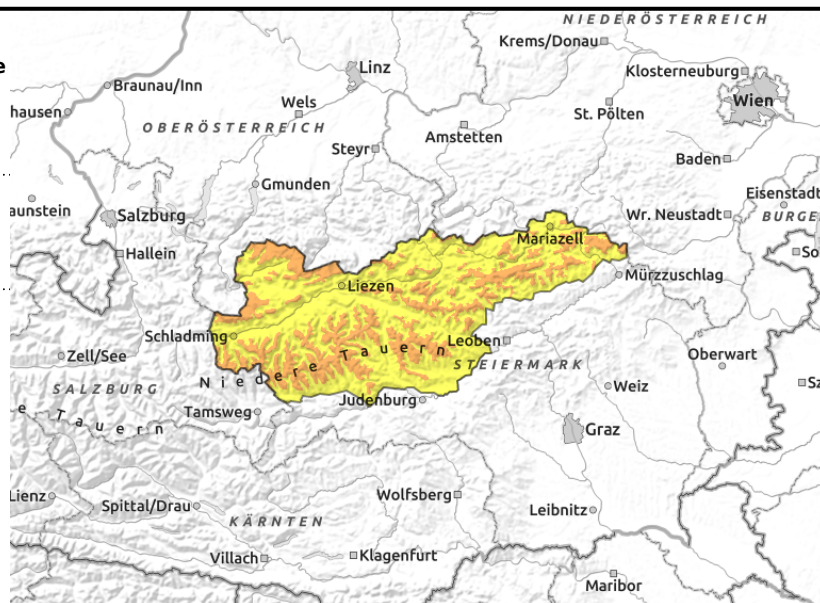 NIEDERÖSTERREICH
Krems/Donau
e
Linz
Klosterneuburg
Braunau/Inn
Wels
Wien
hausen
St. Pölten
OBERÖSTERREICH
Amstetten
Steyr
Baden
Gmunden
Eisenstadt
aunstein
Salzburg
Wr. Neustadt
BURGE
Mariazell
Hallein
So
Mürzzuschlag
Liezen
Schladming
Leoben
Zell/See
Niedere Tauern
STEIERMARK
Oberwart
SALZBURG
Weiz
Sz
Tamsweg
Judenburg
e Tauern
Graz
Lienz
Wolfsberg
Spittal/Drau
Leibnitz
KÄRNTEN
Villach
Klagenfurt
Maribor